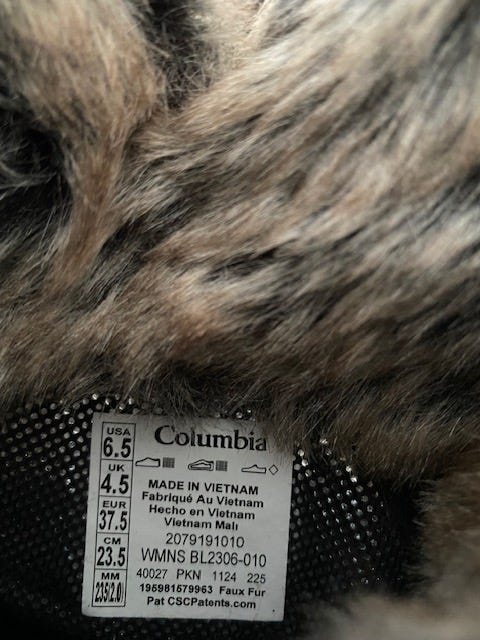 USA
6.5
UK
4.5
EUR
37.5
CM
23.5
MM
235(2.0)
Columbia
MADE IN VIETNAM
Fabriqué Au Vietnam
Hecho en Vietnam
Vietnam Malı
2079191010
WMNS BL2306-010
40027 PKN 1124 225
195981579963 Faux Fur
Pat CSCPatents.com